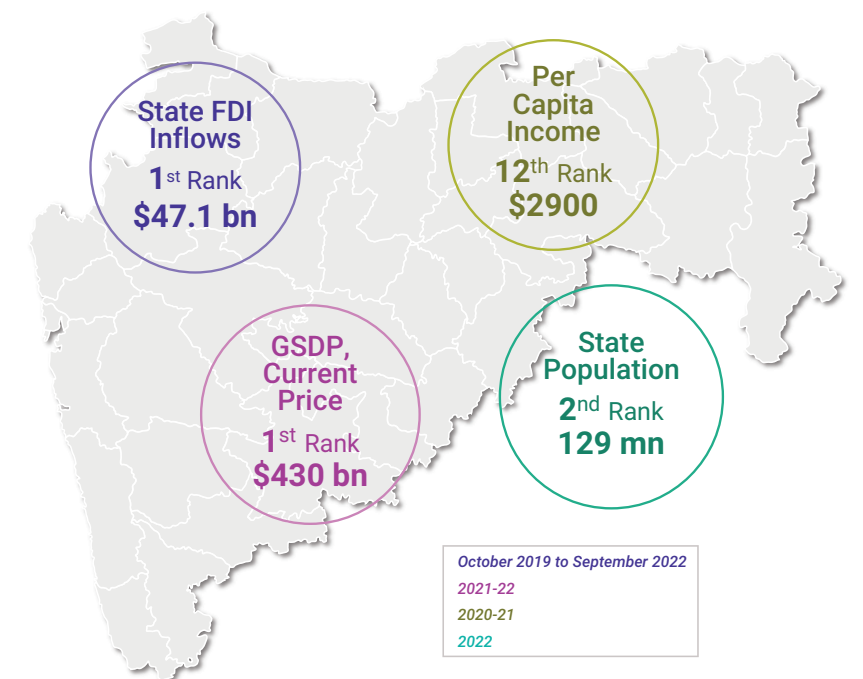 State FDI
Inflows
1st Rank
$47.1 bn
Per
Capita
Income
12th Rank
$2900
GSDP,
Current
Price
1st Rank
$430 bn
State
Population
2nd Rank
129 mn
October 2019 to September 2022
2021-22
2020-21
2022